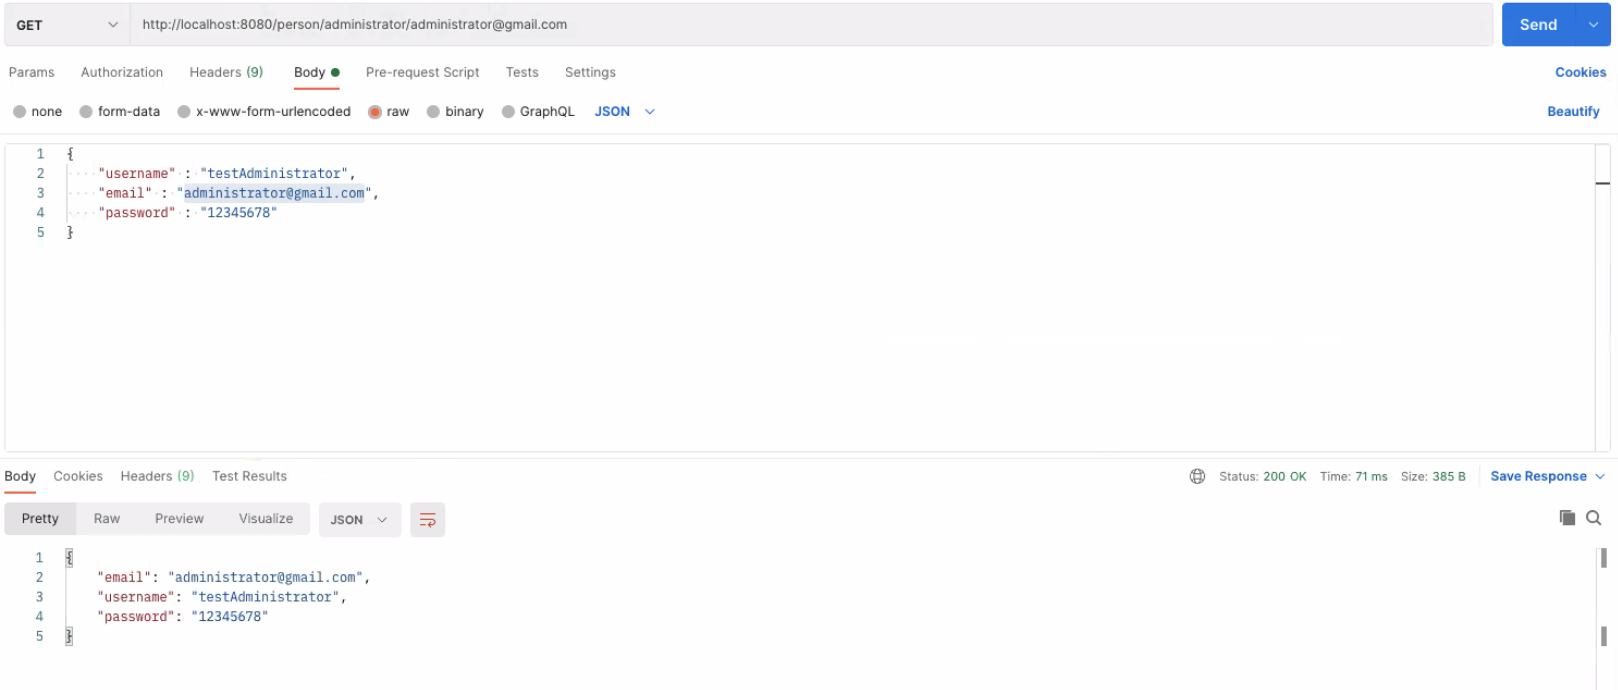 GET http://localhost:8080/person/administrator/administrator@gmail.com Send
Params Authorization Headers (9) Body Pre-request Script Tests Settings Cookies
none form-data x-www-form-urlencoded raw binary GraphQL JSON Beautify
1 {
2 "username" : "testAdministrator",
3 "email" : "administrator@gmail.com",
4 "password" : "12345678"
5 }
Body Cookies Headers (9) Test Results Status: 200 OK Time: 71 ms Size: 385 B Save Response
Pretty Raw Preview Visualize JSON
1 {
2 "email": "administrator@gmail.com",
3 "username": "testAdministrator",
4 "password": "12345678"
5 }